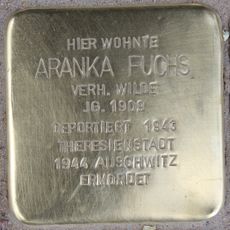 HIER WOHNTE
ARANKA FUCHS
VERH. WILDE
JG. 1909
DEPORTIERT 1943
THERESIENSTADT
1944 AUSCHWITZ
ERMORDET